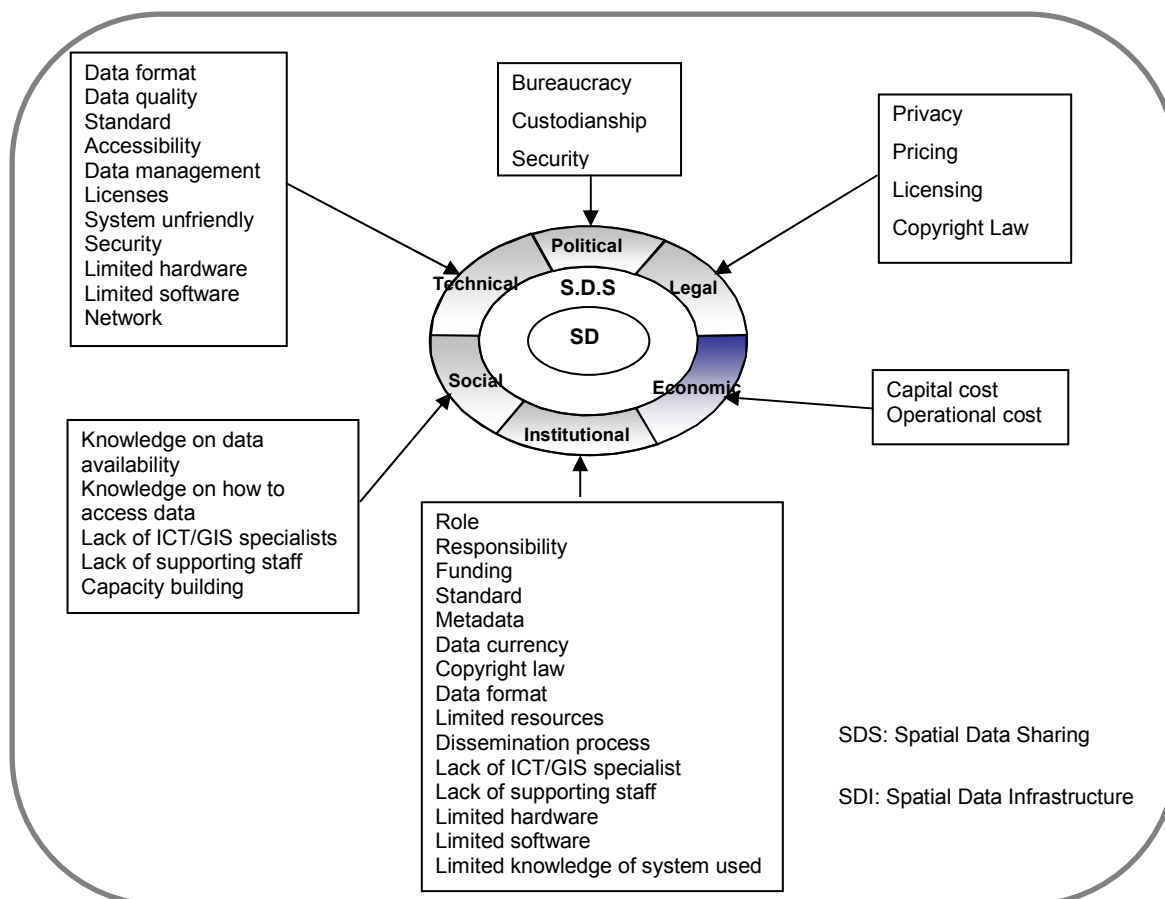 Data format
Data quality
Standard
Accessibility
Data management
Licenses
System unfriendly
Security
Limited hardware
Limited software
Network
Bureaucracy
Custodianship
Security
Privacy
Pricing
Licensing
Copyright Law
Political
Technical
Legal
S.D.S
SD
Social
Economic
Institutional
Capital cost
Operational cost
Knowledge on data
availability
Knowledge on how to
access data
Lack of ICT/GIS specialists
Lack of supporting staff
Capacity building
Role
Responsibility
Funding
Standard
Metadata
Data currency
Copyright law
Data format
Limited resources
Dissemination process
Lack of ICT/GIS specialist
Lack of supporting staff
Limited hardware
Limited software
Limited knowledge of system used
SDS: Spatial Data Sharing
SDI: Spatial Data Infrastructure